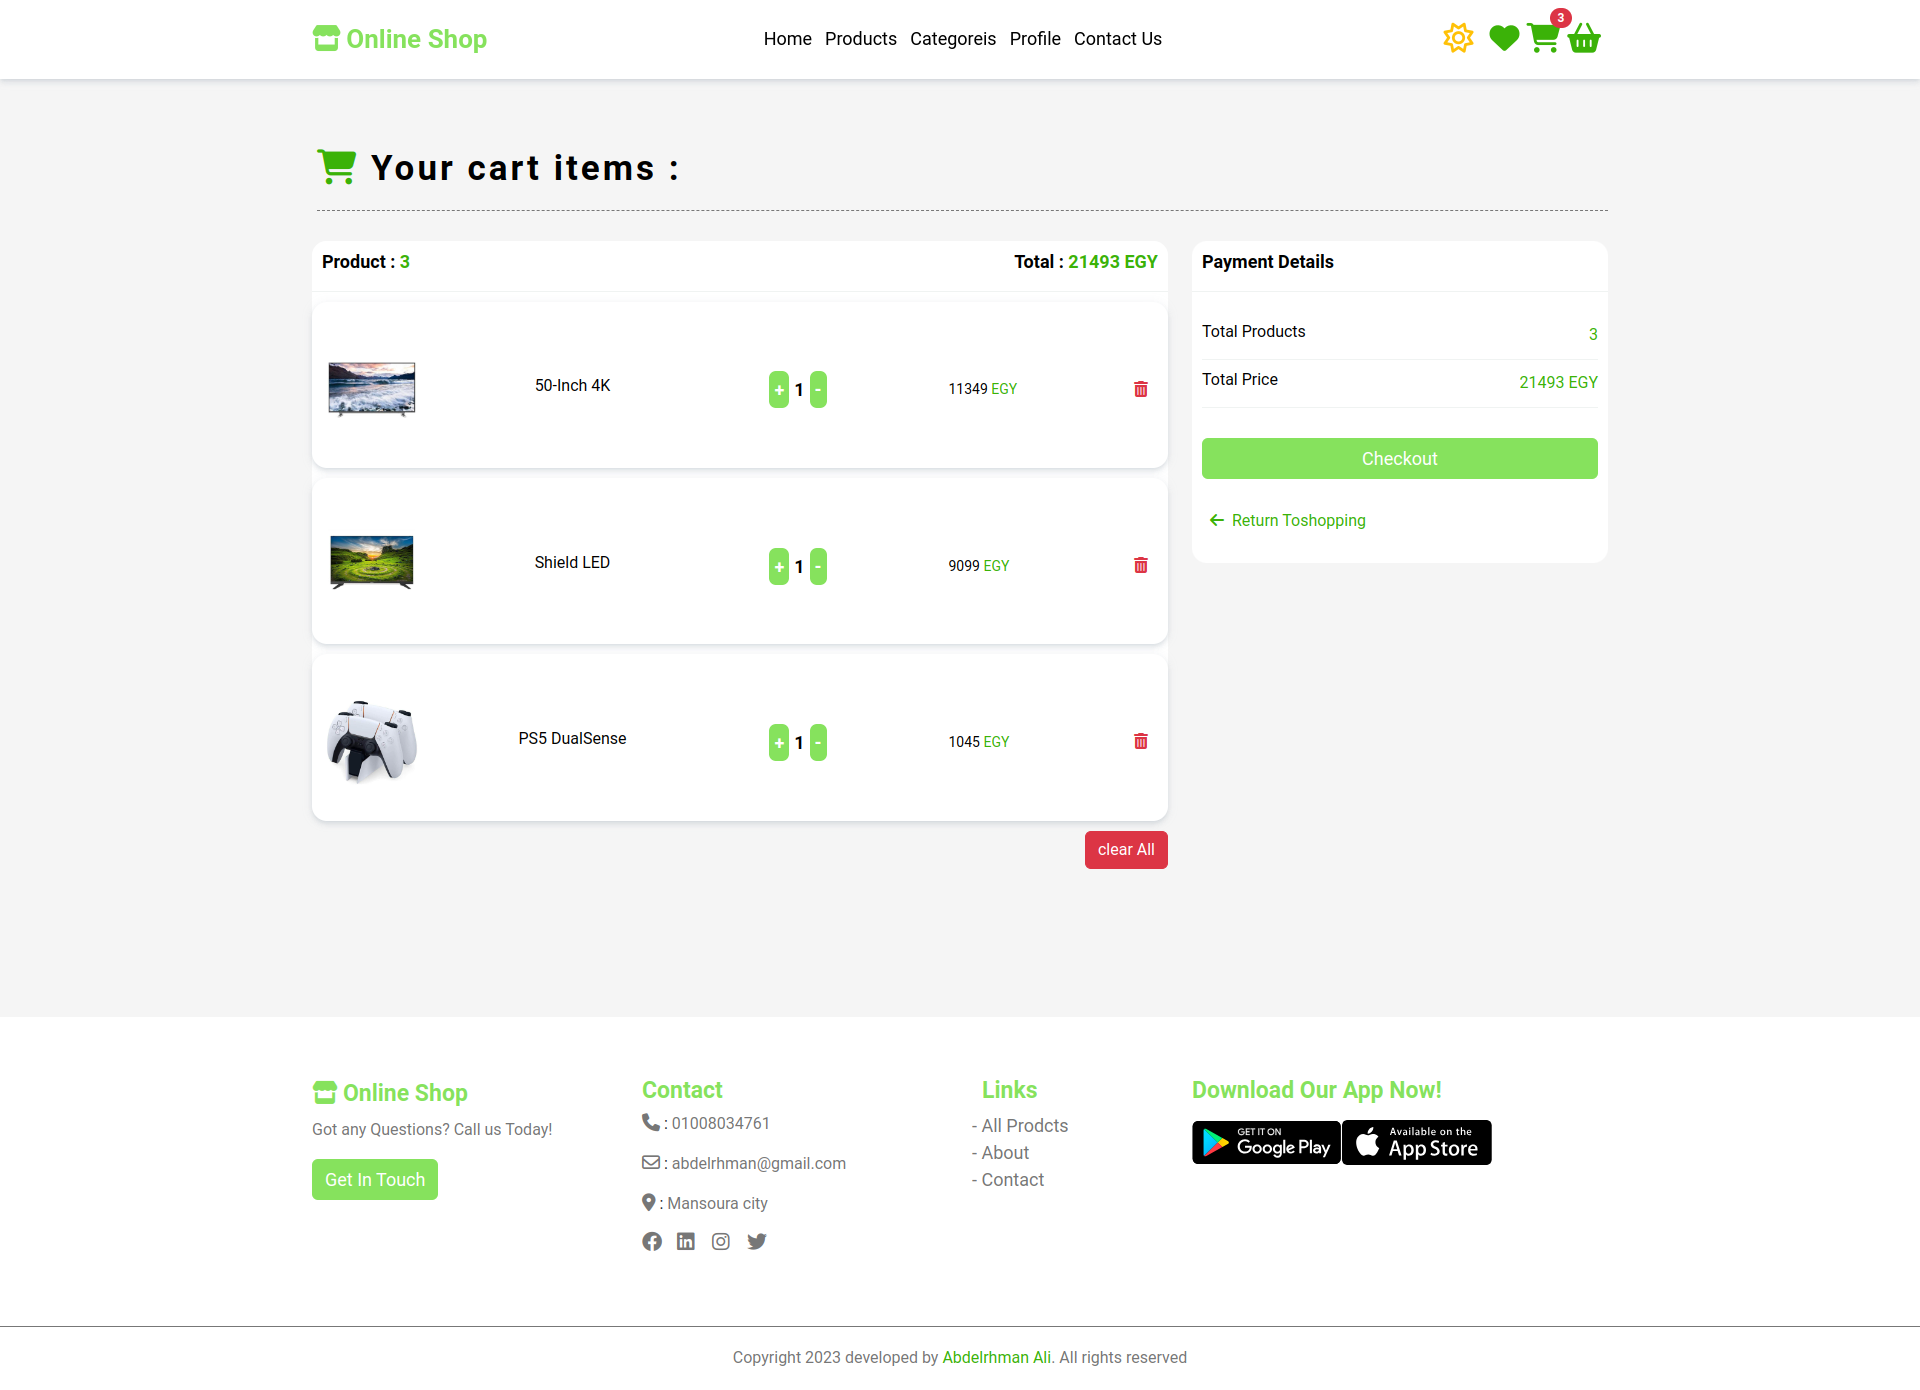 Online Shop
Home Products Categoreis Profile Contact Us
3
Your cart items :
Product : 3 Total : 21493 EGY
50-Inch 4K + 1 - 11349 EGY
Shield LED + 1 - 9099 EGY
PS5 DualSense + 1 - 1045 EGY
clear All
Payment Details
Total Products 3
Total Price 21493 EGY
Checkout
Return Toshopping
Online Shop
Got any Questions? Call us Today!
Get In Touch
Contact
: 01008034761
: abdelrhman@gmail.com
: Mansoura city
Links
- All Prodcts
- About
- Contact
Download Our App Now!
GET IT ON
Google Play
Available on the
App Store
Copyright 2023 developed by Abdelrhman Ali. All rights reserved